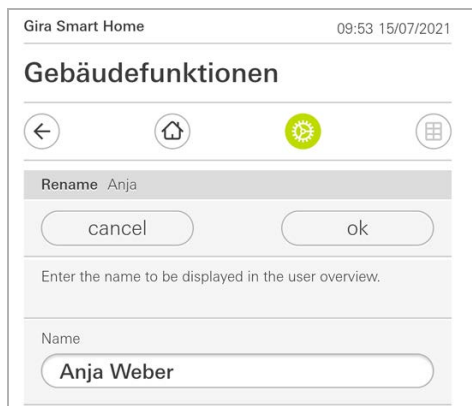 Gira Smart Home 09:53 15/07/2021
Gebäudefunktionen
Rename Anja
cancel ok
Enter the name to be displayed in the user overview.
Name
Anja Weber